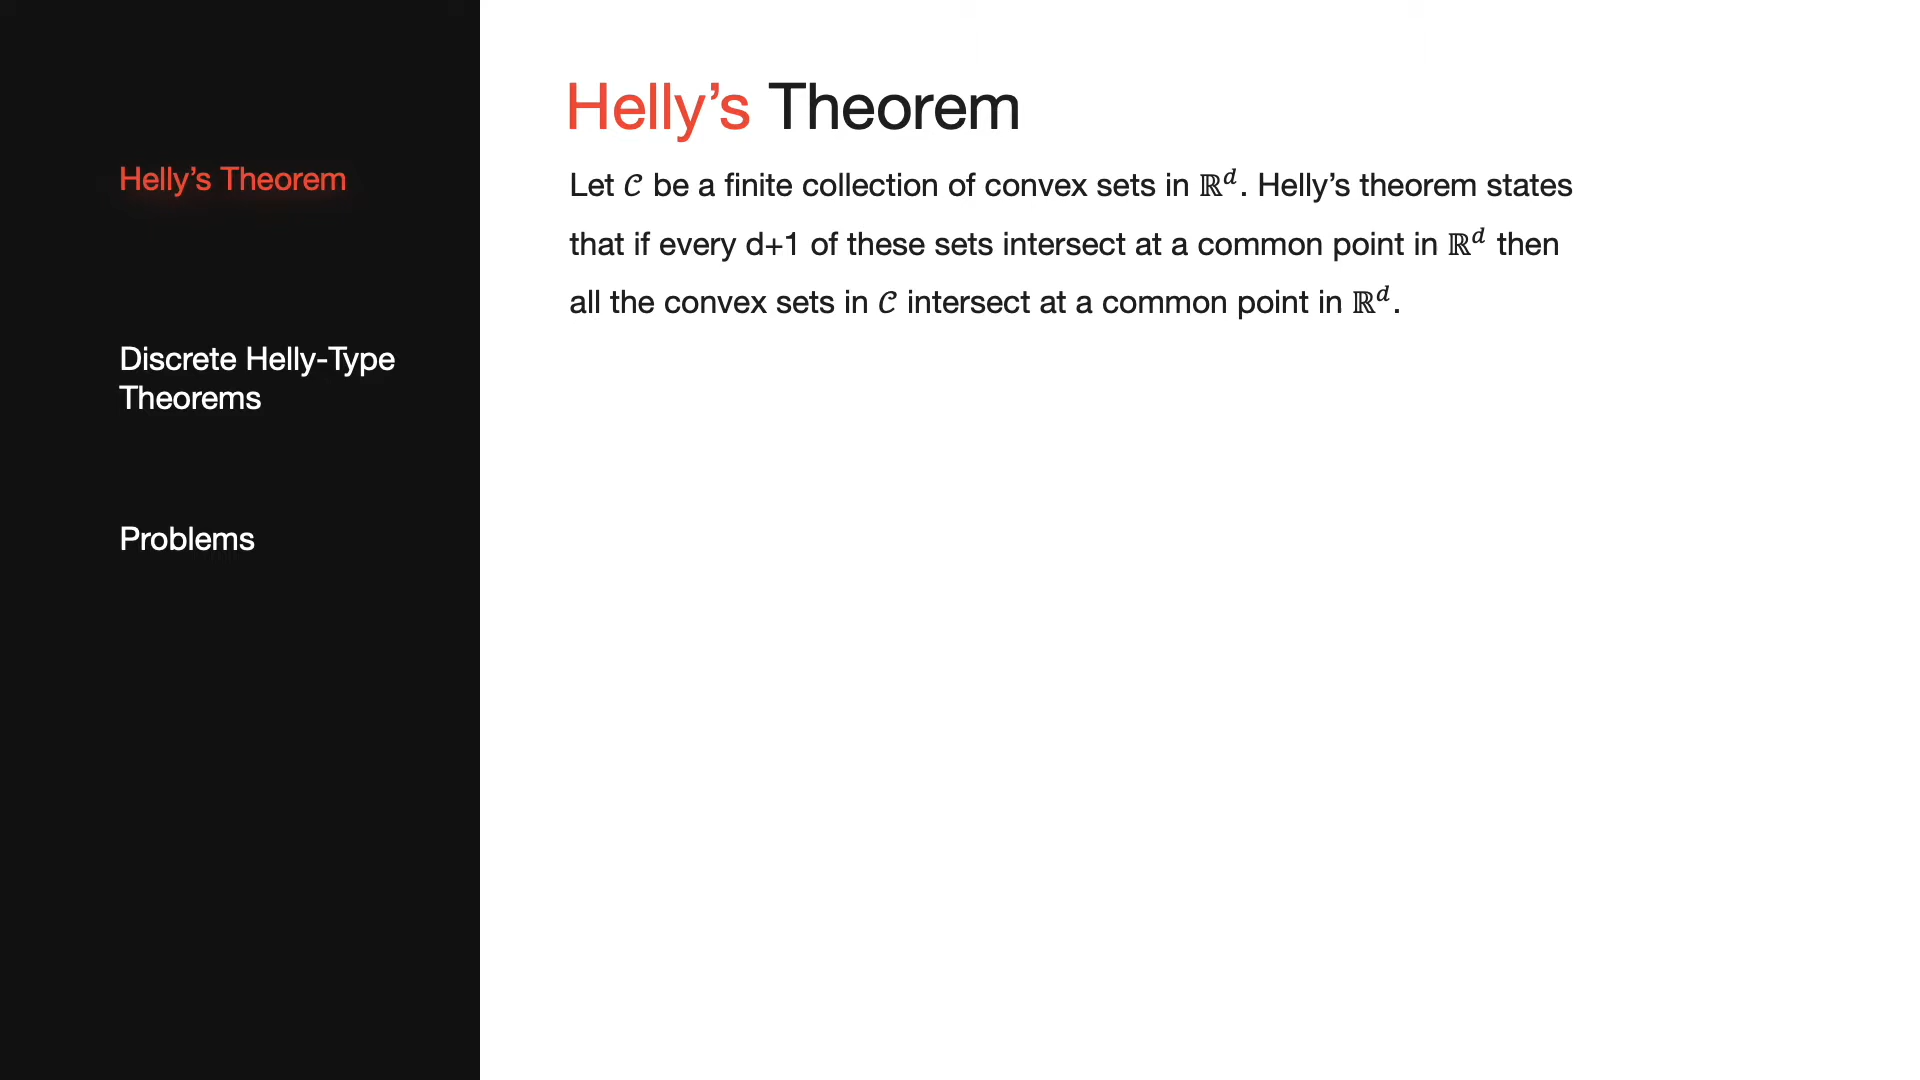 Helly’s Theorem
Discrete Helly-Type
Theorems
Problems
Helly’s Theorem
Let 𝒞 be a finite collection of convex sets in ℝ^d. Helly’s theorem states
that if every d+1 of these sets intersect at a common point in ℝ^d then
all the convex sets in 𝒞 intersect at a common point in ℝ^d.